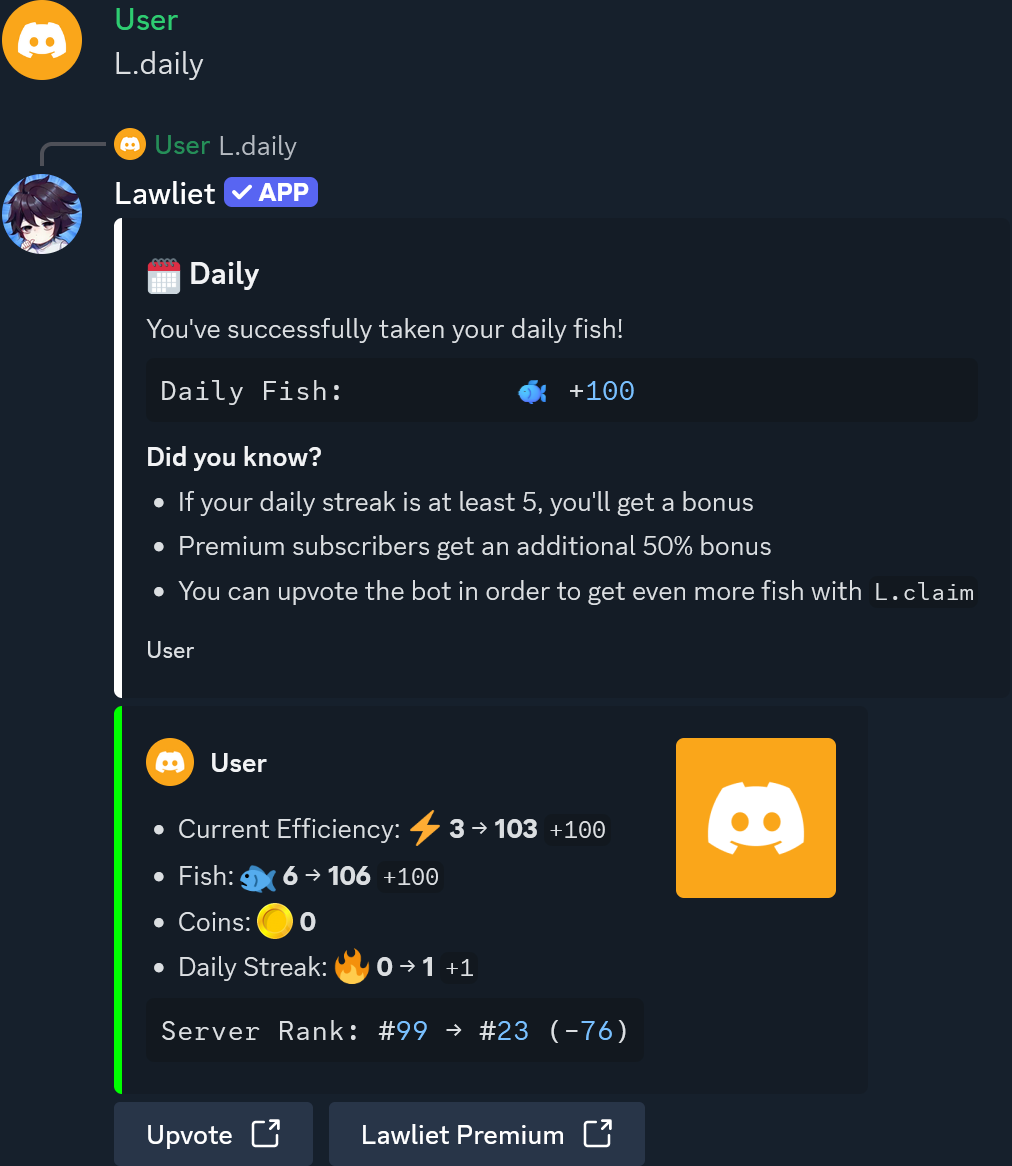 User
L.daily
User L.daily
Lawliet APP
Daily
You've successfully taken your daily fish!
Daily Fish: +100
Did you know?
• If your daily streak is at least 5, you'll get a bonus
• Premium subscribers get an additional 50% bonus
• You can upvote the bot in order to get even more fish with L.claim
User
User
• Current Efficiency: ⚡ 3 → 103 +100
• Fish: 🐟 6 → 106 +100
• Coins: 🪙 0
• Daily Streak: 🔥 0 → 1 +1
Server Rank: #99 → #23 (-76)
Upvote
Lawliet Premium